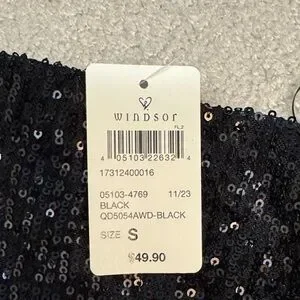 WINDSOR
FL2
4 05103 22632 4
17312400016
05103-4769 11/23
BLACK
QD5054AWD-BLACK
SIZE S
$49.90